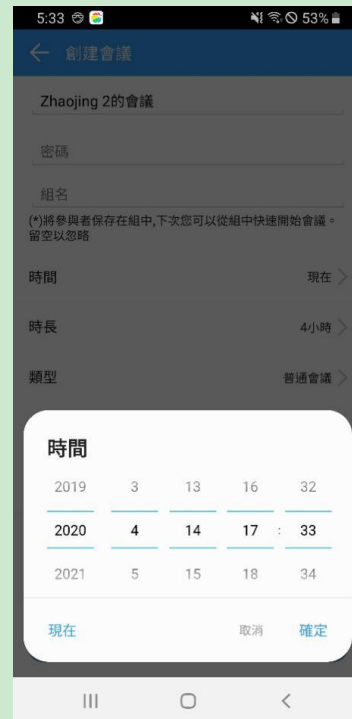 5:33 53%
創建會議
Zhaojing 2的會議
密碼
組名
(*)將參與者保存在組中,下次您可以從組中快速開始會議。
留空以忽略
時間 現在
時長 4小時
類型 普通會議
時間
2019 3 13 16 32
2020 4 14 17 : 33
2021 5 15 18 34
現在 取消 確定